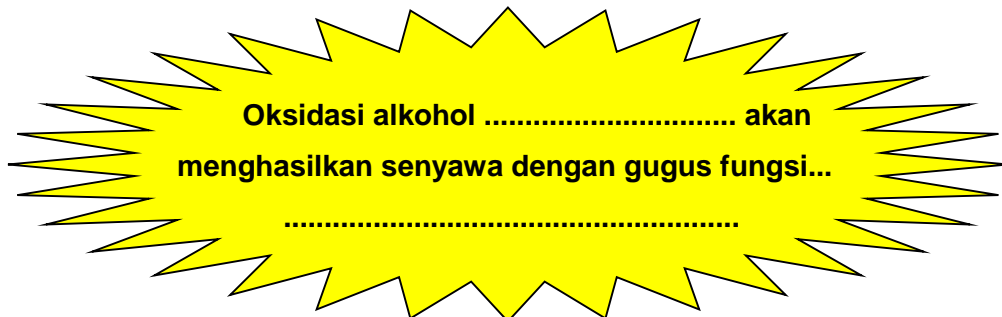 Oksidasi alkohol ............................... akan
menghasilkan senyawa dengan gugus fungsi...
........................................................